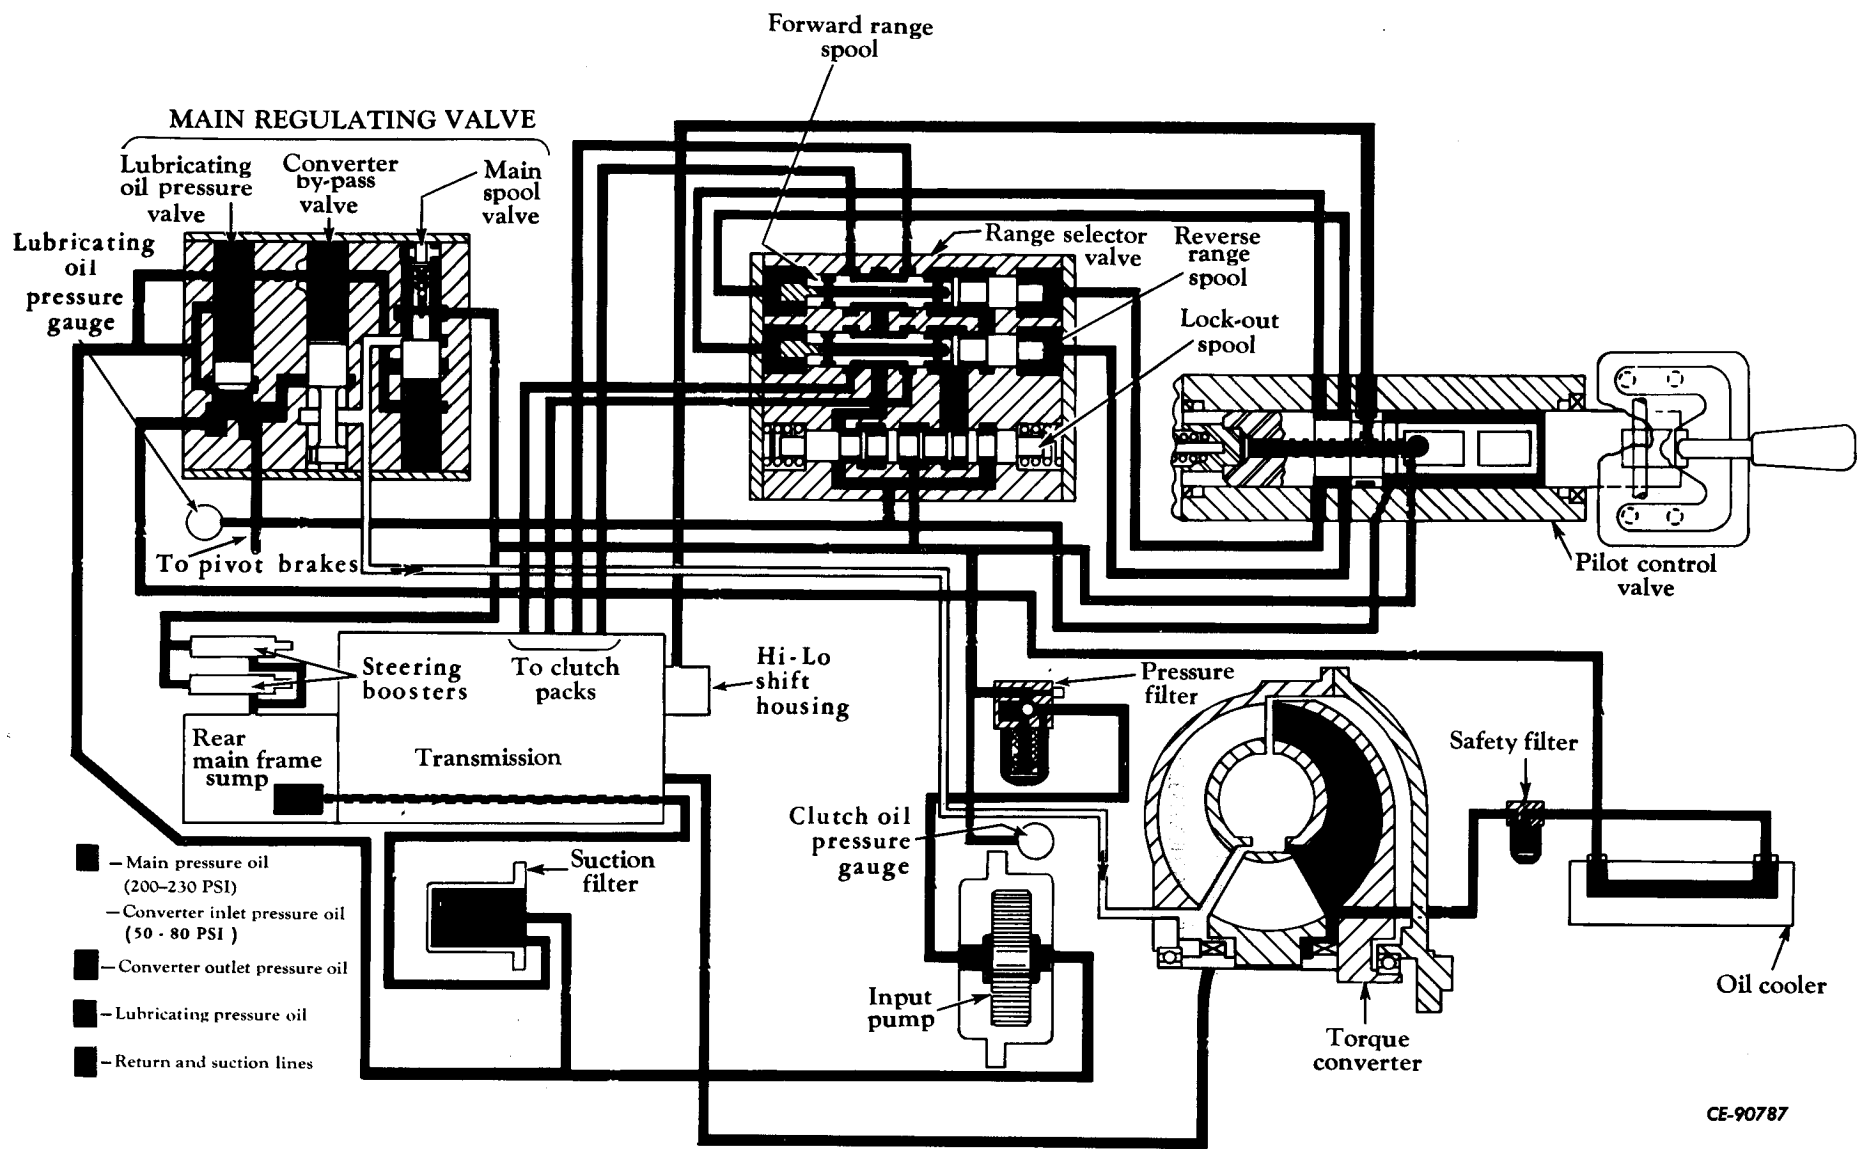 Forward range
spool
MAIN REGULATING VALVE
Lubricating
oil pressure
valve
Converter
by-pass
valve
Main
spool
valve
Lubricating
oil
pressure
gauge
Range selector
valve
Reverse
range
spool
Lock-out
spool
To pivot brakes
Pilot control
valve
Steering
boosters
To clutch
packs
Hi-Lo
shift
housing
Pressure
filter
Rear
main frame
sump
Transmission
Safety filter
Clutch oil
pressure
gauge
Suction
filter
- Main pressure oil
(200-230 PSI)
- Converter inlet pressure oil
(50 - 80 PSI)
- Converter outlet pressure oil
- Lubricating pressure oil
- Return and suction lines
Input
pump
Torque
converter
Oil cooler
CE-90787